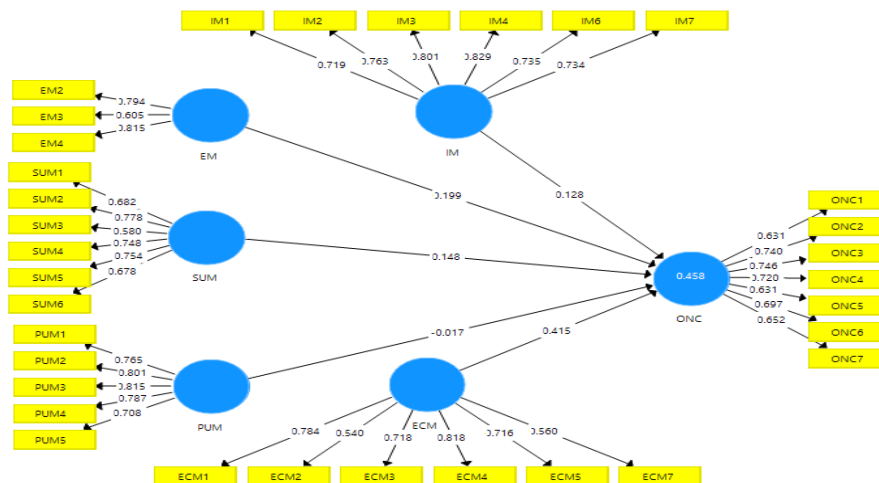 IM1 IM2 IM3 IM4 IM6 IM7
0.719 0.763 0.801 0.829 0.735 0.734
IM
EM2
EM3
EM4
0.794
0.605
0.815
EM
0.199
0.128
SUM1
SUM2
SUM3
SUM4
SUM5
SUM6
0.682
0.778
0.580
0.748
0.754
0.678
SUM
0.148
ONC1
ONC2
ONC3
ONC4
ONC5
ONC6
ONC7
0.631
0.740
0.746
0.720
0.631
0.697
0.652
0.458
ONC
PUM1
PUM2
PUM3
PUM4
PUM5
0.765
0.801
0.815
0.787
0.708
PUM
-0.017
0.415
ECM
0.784 0.540 0.718 0.818 0.716 0.560
ECM1 ECM2 ECM3 ECM4 ECM5 ECM7